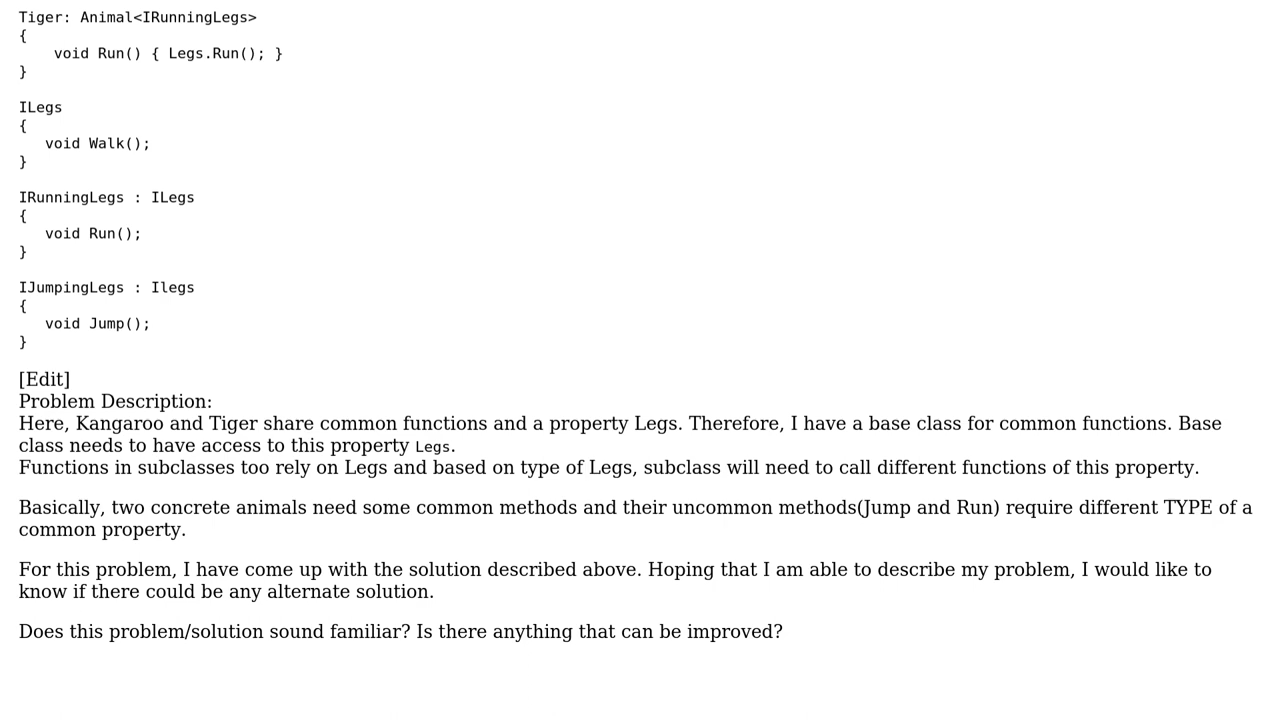 Tiger: Animal<IRunningLegs>
{
    void Run() { Legs.Run(); }
}
ILegs
{
   void Walk();
}
IRunningLegs : ILegs
{
   void Run();
}
IJumpingLegs : Ilegs
{
   void Jump();
}
[Edit]
Problem Description:
Here, Kangaroo and Tiger share common functions and a property Legs. Therefore, I have a base class for common functions. Base
class needs to have access to this property Legs.
Functions in subclasses too rely on Legs and based on type of Legs, subclass will need to call different functions of this property.
Basically, two concrete animals need some common methods and their uncommon methods(Jump and Run) require different TYPE of a
common property.
For this problem, I have come up with the solution described above. Hoping that I am able to describe my problem, I would like to
know if there could be any alternate solution.
Does this problem/solution sound familiar? Is there anything that can be improved?